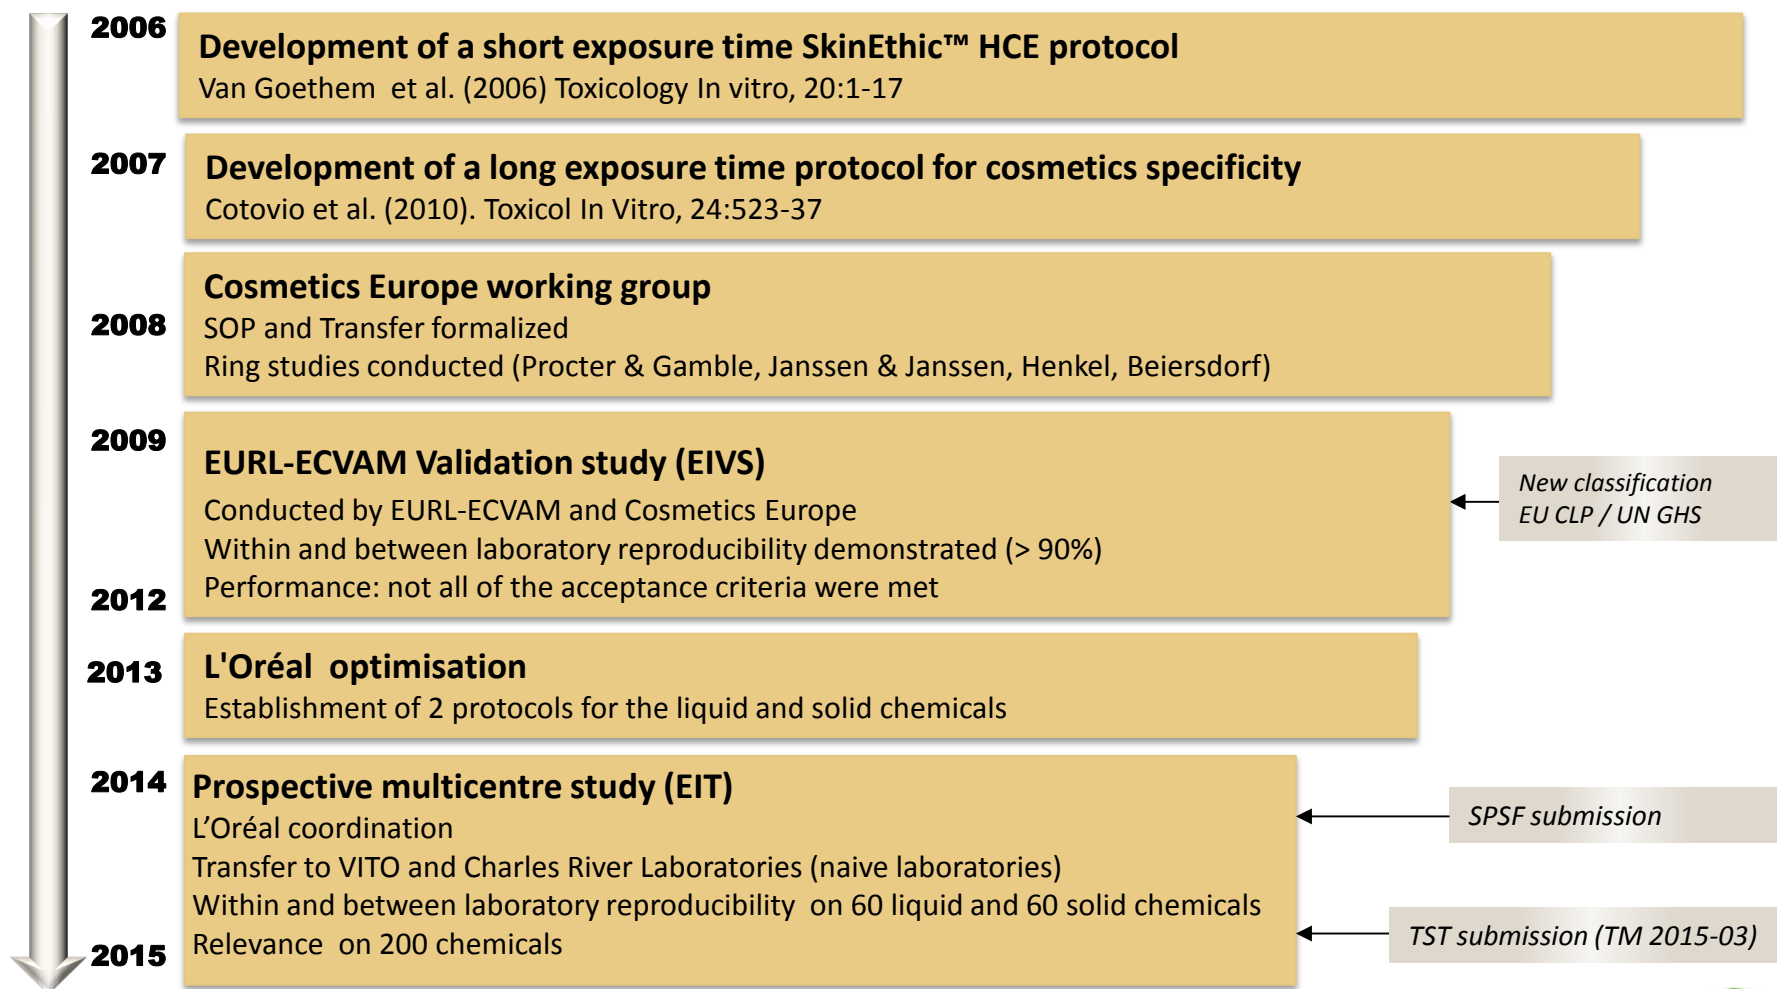 2006
Development of a short exposure time SkinEthic™ HCE protocol
Van Goethem et al. (2006) Toxicology In vitro, 20:1-17
2007
Development of a long exposure time protocol for cosmetics specificity
Cotovio et al. (2010). Toxicol In Vitro, 24:523-37
2008
Cosmetics Europe working group
SOP and Transfer formalized
Ring studies conducted (Procter & Gamble, Janssen & Janssen, Henkel, Beiersdorf)
2009
EURL-ECVAM Validation study (EIVS)
Conducted by EURL-ECVAM and Cosmetics Europe
Within and between laboratory reproducibility demonstrated (> 90%)
Performance: not all of the acceptance criteria were met
2012
New classification
EU CLP / UN GHS
2013
L'Oréal optimisation
Establishment of 2 protocols for the liquid and solid chemicals
2014
Prospective multicentre study (EIT)
L’Oréal coordination
Transfer to VITO and Charles River Laboratories (naive laboratories)
Within and between laboratory reproducibility on 60 liquid and 60 solid chemicals
Relevance on 200 chemicals
2015
SPSF submission
TST submission (TM 2015-03)